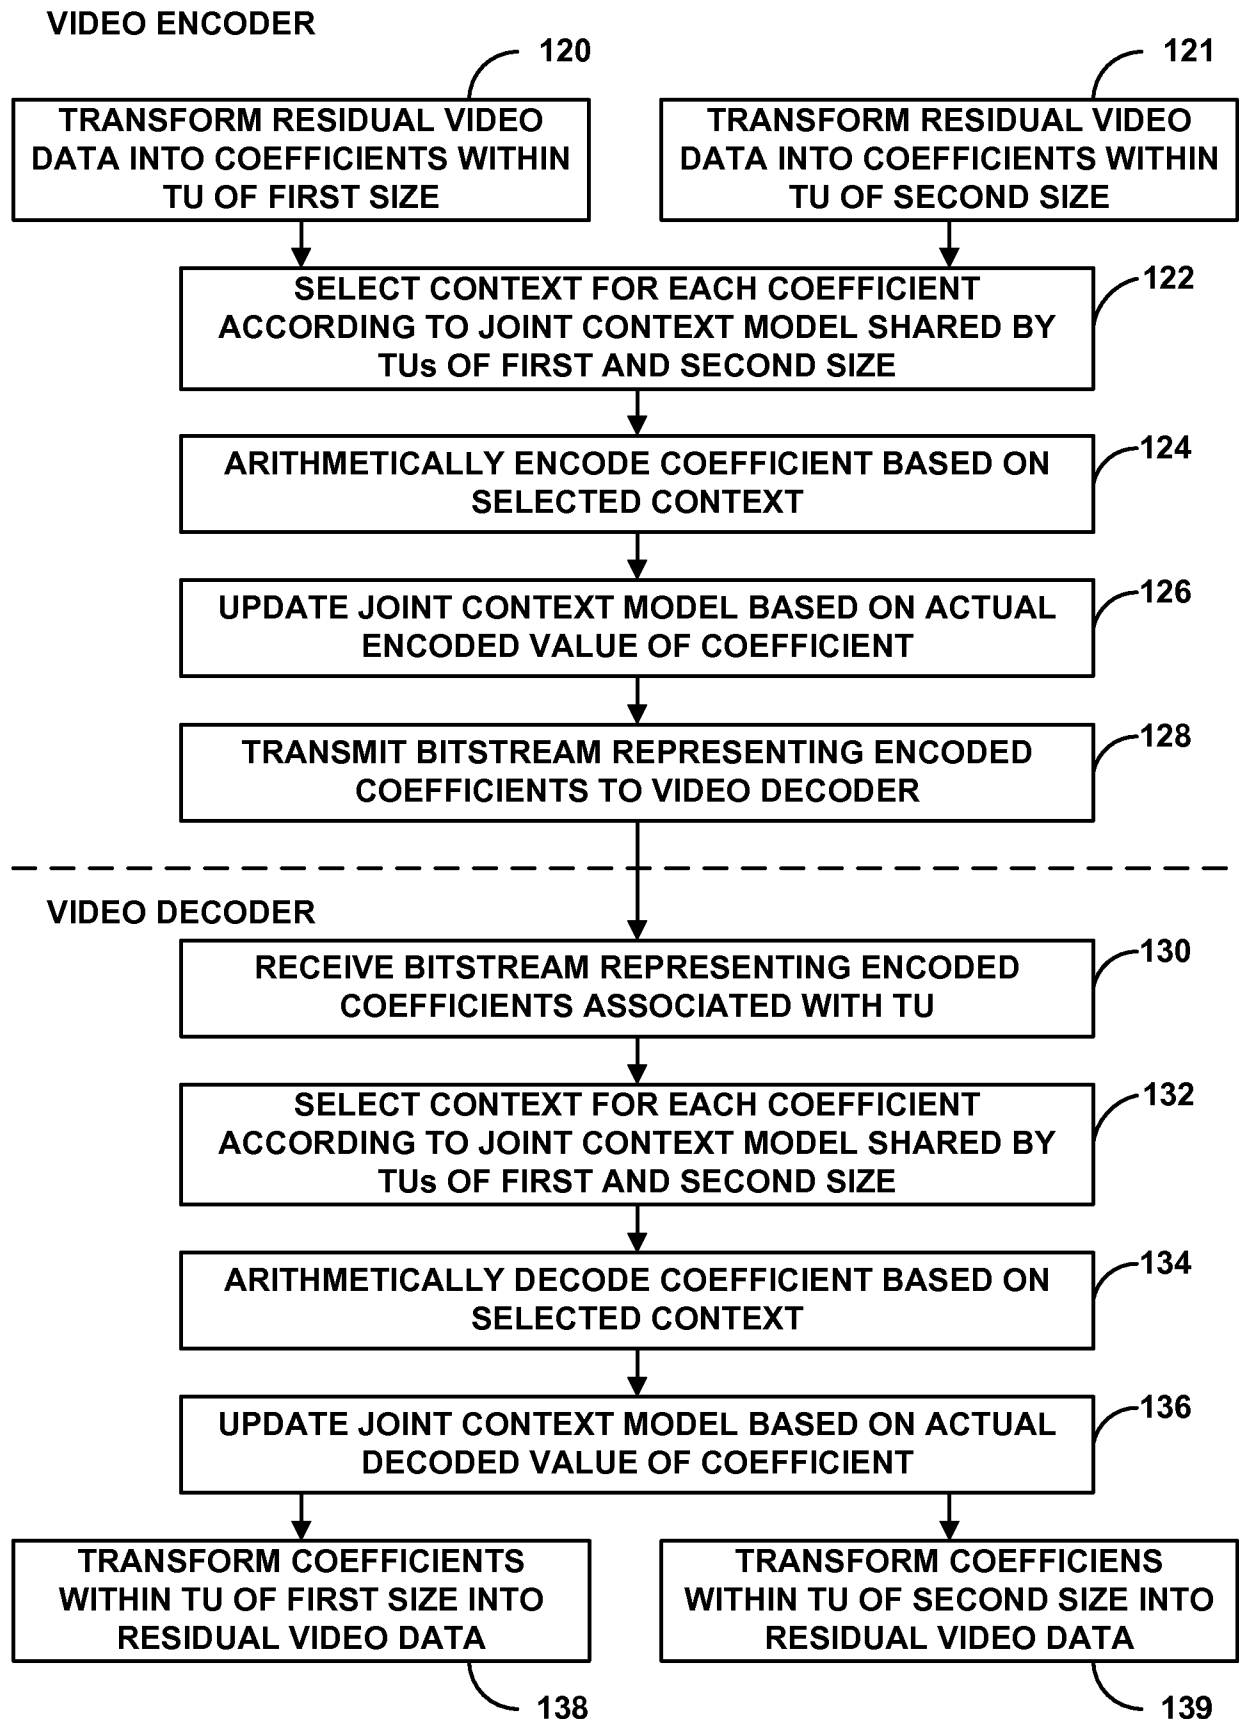 VIDEO ENCODER
120
121
TRANSFORM RESIDUAL VIDEO
DATA INTO COEFFICIENTS WITHIN
TU OF FIRST SIZE
TRANSFORM RESIDUAL VIDEO
DATA INTO COEFFICIENTS WITHIN
TU OF SECOND SIZE
SELECT CONTEXT FOR EACH COEFFICIENT
ACCORDING TO JOINT CONTEXT MODEL SHARED BY
TUs OF FIRST AND SECOND SIZE
122
ARITHMETICALLY ENCODE COEFFICIENT BASED ON
SELECTED CONTEXT
124
UPDATE JOINT CONTEXT MODEL BASED ON ACTUAL
ENCODED VALUE OF COEFFICIENT
126
TRANSMIT BITSTREAM REPRESENTING ENCODED
COEFFICIENTS TO VIDEO DECODER
128
VIDEO DECODER
RECEIVE BITSTREAM REPRESENTING ENCODED
COEFFICIENTS ASSOCIATED WITH TU
130
SELECT CONTEXT FOR EACH COEFFICIENT
ACCORDING TO JOINT CONTEXT MODEL SHARED BY
TUs OF FIRST AND SECOND SIZE
132
ARITHMETICALLY DECODE COEFFICIENT BASED ON
SELECTED CONTEXT
134
UPDATE JOINT CONTEXT MODEL BASED ON ACTUAL
DECODED VALUE OF COEFFICIENT
136
TRANSFORM COEFFICIENTS
WITHIN TU OF FIRST SIZE INTO
RESIDUAL VIDEO DATA
TRANSFORM COEFFICIENS
WITHIN TU OF SECOND SIZE INTO
RESIDUAL VIDEO DATA
138
139